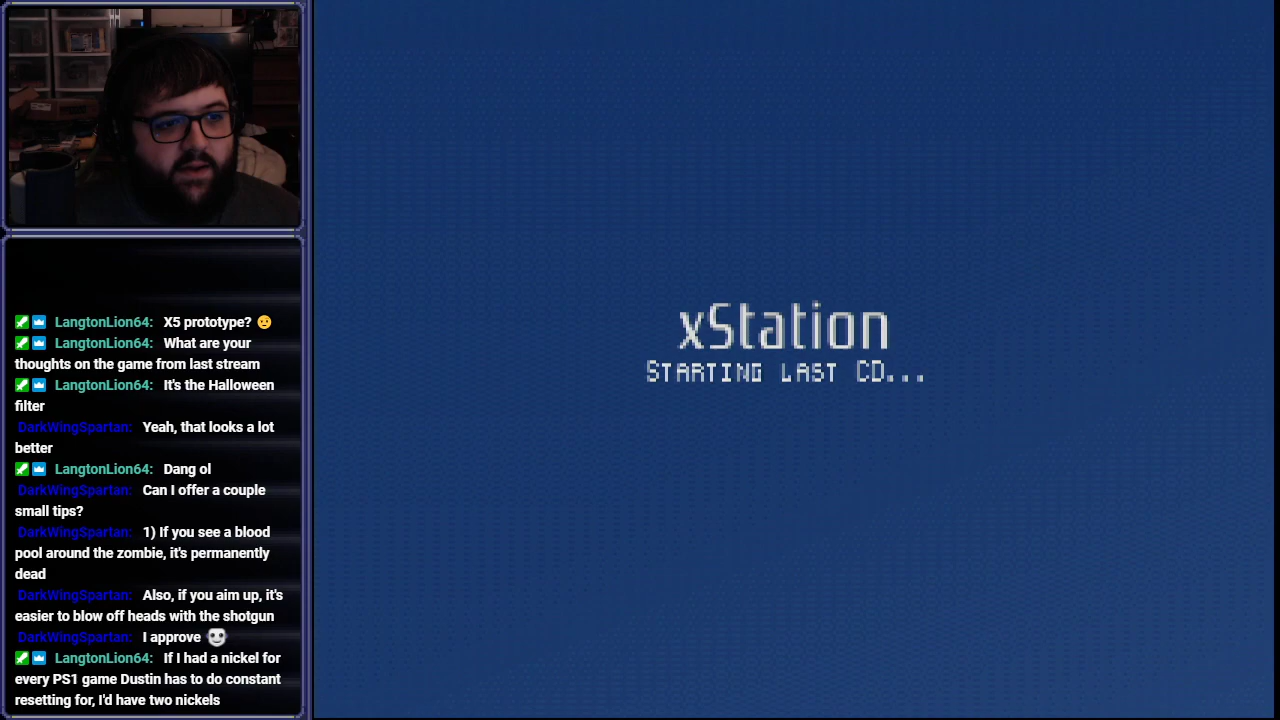 LangtonLion64: X5 prototype?
LangtonLion64: What are your
thoughts on the game from last stream
LangtonLion64: It's the Halloween
filter
DarkWingSpartan: Yeah, that looks a lot
better
LangtonLion64: Dang ol
DarkWingSpartan: Can I offer a couple
small tips?
DarkWingSpartan: 1) If you see a blood
pool around the zombie, it's permanently
dead
DarkWingSpartan: Also, if you aim up, it's
easier to blow off heads with the shotgun
DarkWingSpartan: I approve
LangtonLion64: If I had a nickel for
every PS1 game Dustin has to do constant
resetting for, I'd have two nickels
xStation
STARTING LAST CD...